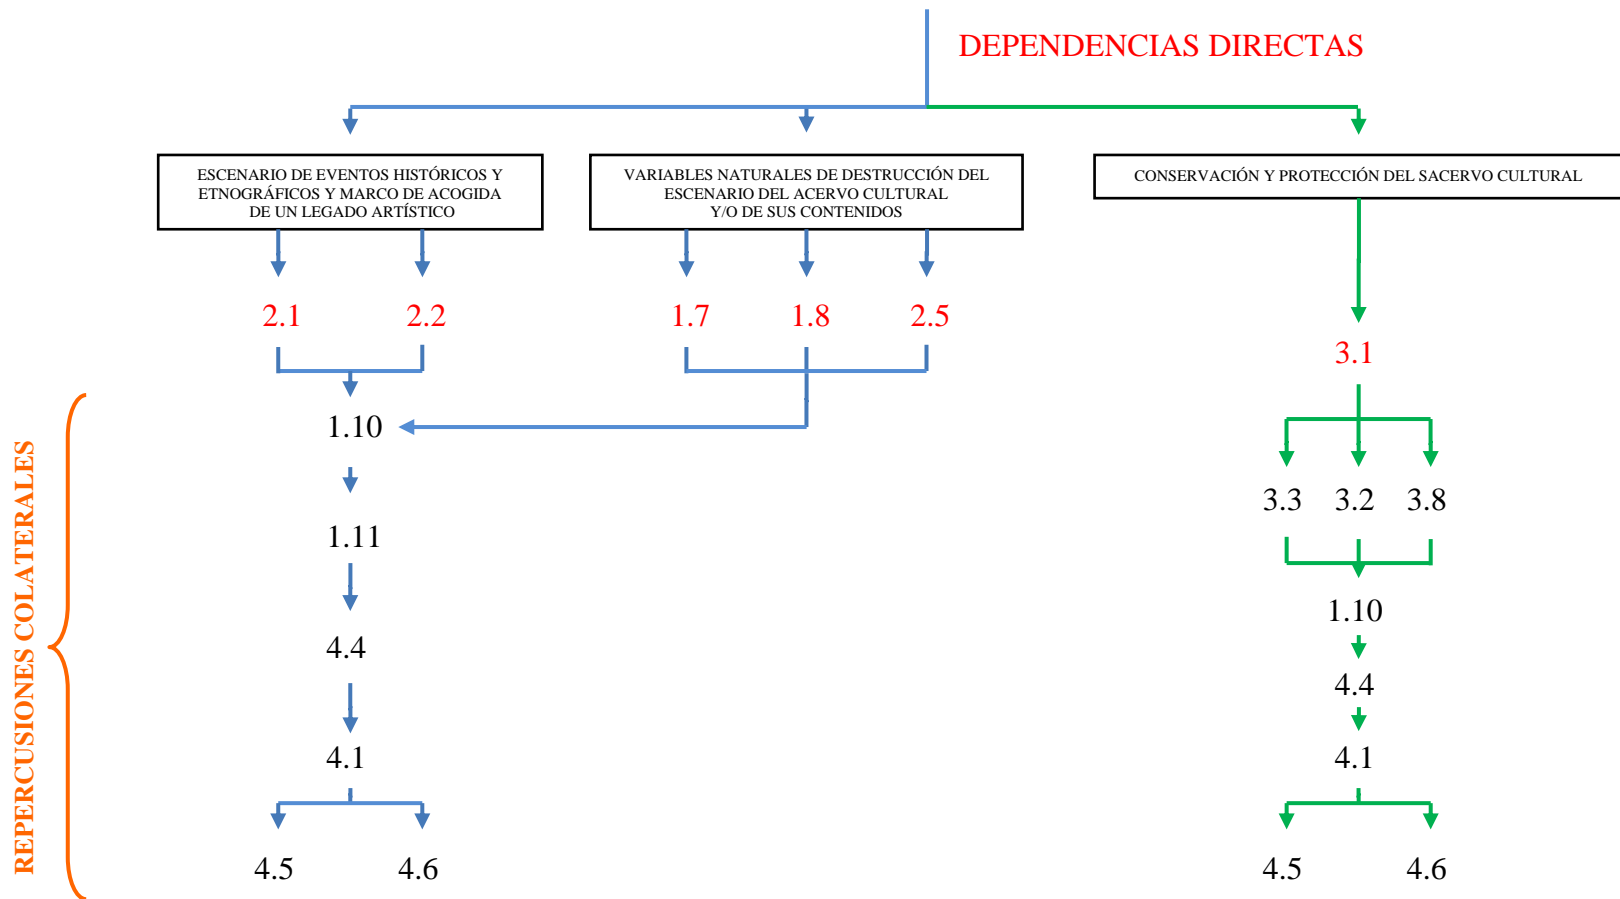 DEPENDENCIAS DIRECTAS
ESCENARIO DE EVENTOS HISTÓRICOS Y
ETNOGRÁFICOS Y MARCO DE ACOGIDA
DE UN LEGADO ARTÍSTICO
VARIABLES NATURALES DE DESTRUCCIÓN DEL
ESCENARIO DEL ACERVO CULTURAL
Y/O DE SUS CONTENIDOS
CONSERVACIÓN Y PROTECCIÓN DEL SACERVO CULTURAL
2.1 2.2 1.7 1.8 2.5
3.1
REPERCUSIONES COLATERALES
1.10
3.3 3.2 3.8
1.11
1.10
4.4
4.4
4.1 4.1
4.5 4.6 4.5 4.6